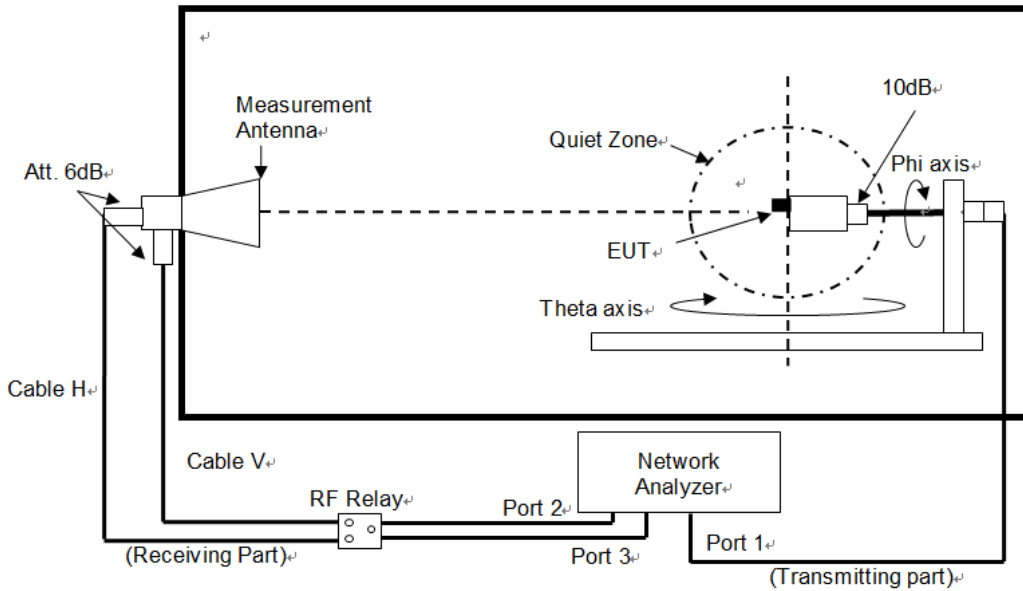 Measurement
Antenna↵
Att. 6dB↵
10dB↵
Quiet Zone↵
Phi axis↵
EUT↵
Theta axis↵
Cable H↵
Cable V↵
Network
Analyzer↵
RF Relay↵
Port 2↵
Port 3↵
Port 1↵
(Receiving Part)↵
(Transmitting part)↵